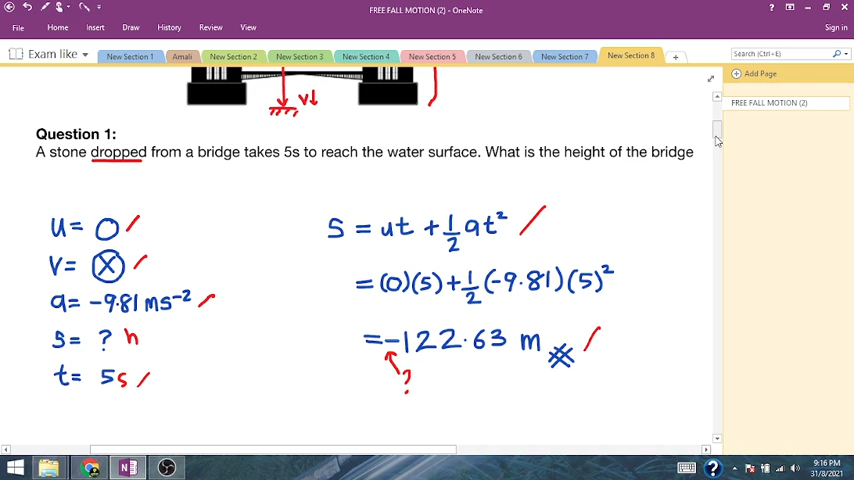 FREE FALL MOTION (2) - OneNote
File Home Insert Draw History Review View Sign in
Exam like New Section 1 Amali New Section 2 New Section 3 New Section 4 New Section 5 New Section 6 New Section 7 New Section 8 + Search (Ctrl+E)
Add Page
FREE FALL MOTION (2)
V↓
Question 1:
A stone dropped from a bridge takes 5s to reach the water surface. What is the height of the bridge
u = 0
v = X
a = -9.81 ms⁻²
s = ? h
t = 5s
S = ut + 1/2 at²
= (0)(5) + 1/2 (-9.81)(5)²
= -122.63 m
?
9:16 PM
31/8/2021